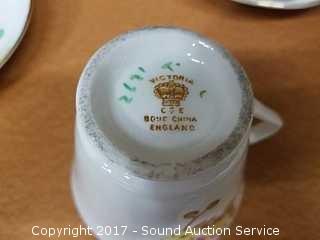 VICTORIA
C & E
BONE CHINA
ENGLAND
Copyright 2017 - Sound Auction Service